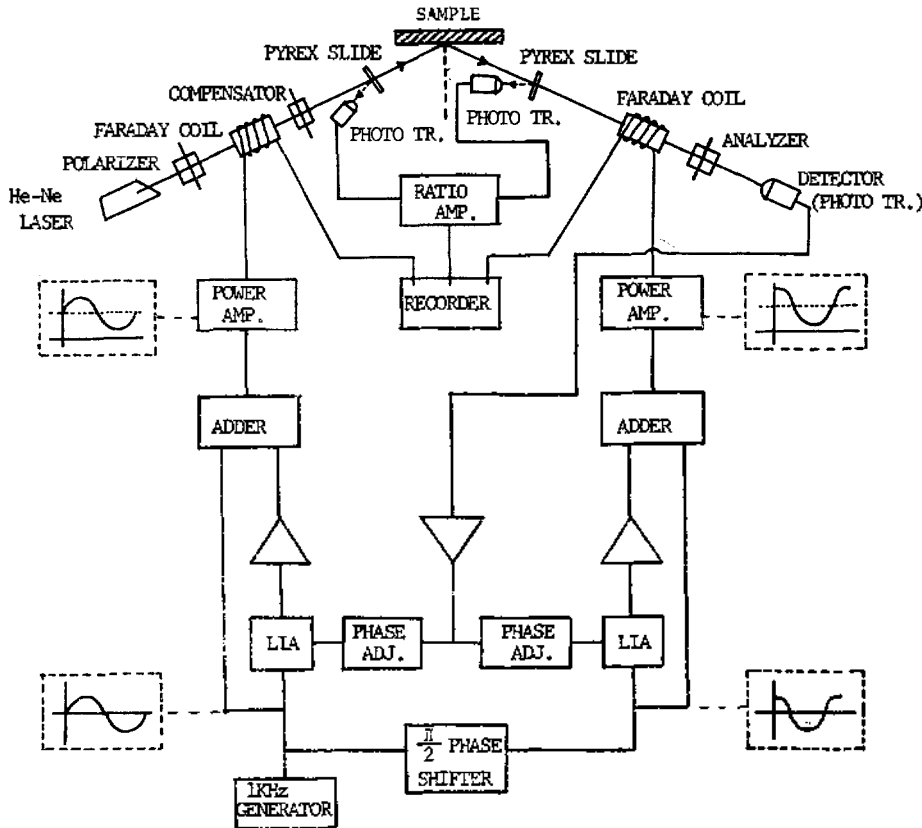 SAMPLE
PYREX SLIDE
PYREX SLIDE
COMPENSATOR
FARADAY COIL
FARADAY COIL
PHOTO TR.
PHOTO TR.
POLARIZER
ANALYZER
He-Ne
LASER
RATIO
AMP.
DETECTOR
(PHOTO TR.)
POWER
AMP.
RECORDER
POWER
AMP.
ADDER
ADDER
LIA
PHASE
ADJ.
PHASE
ADJ.
LIA
π/2 PHASE
SHIFTER
1KHz
GENERATOR